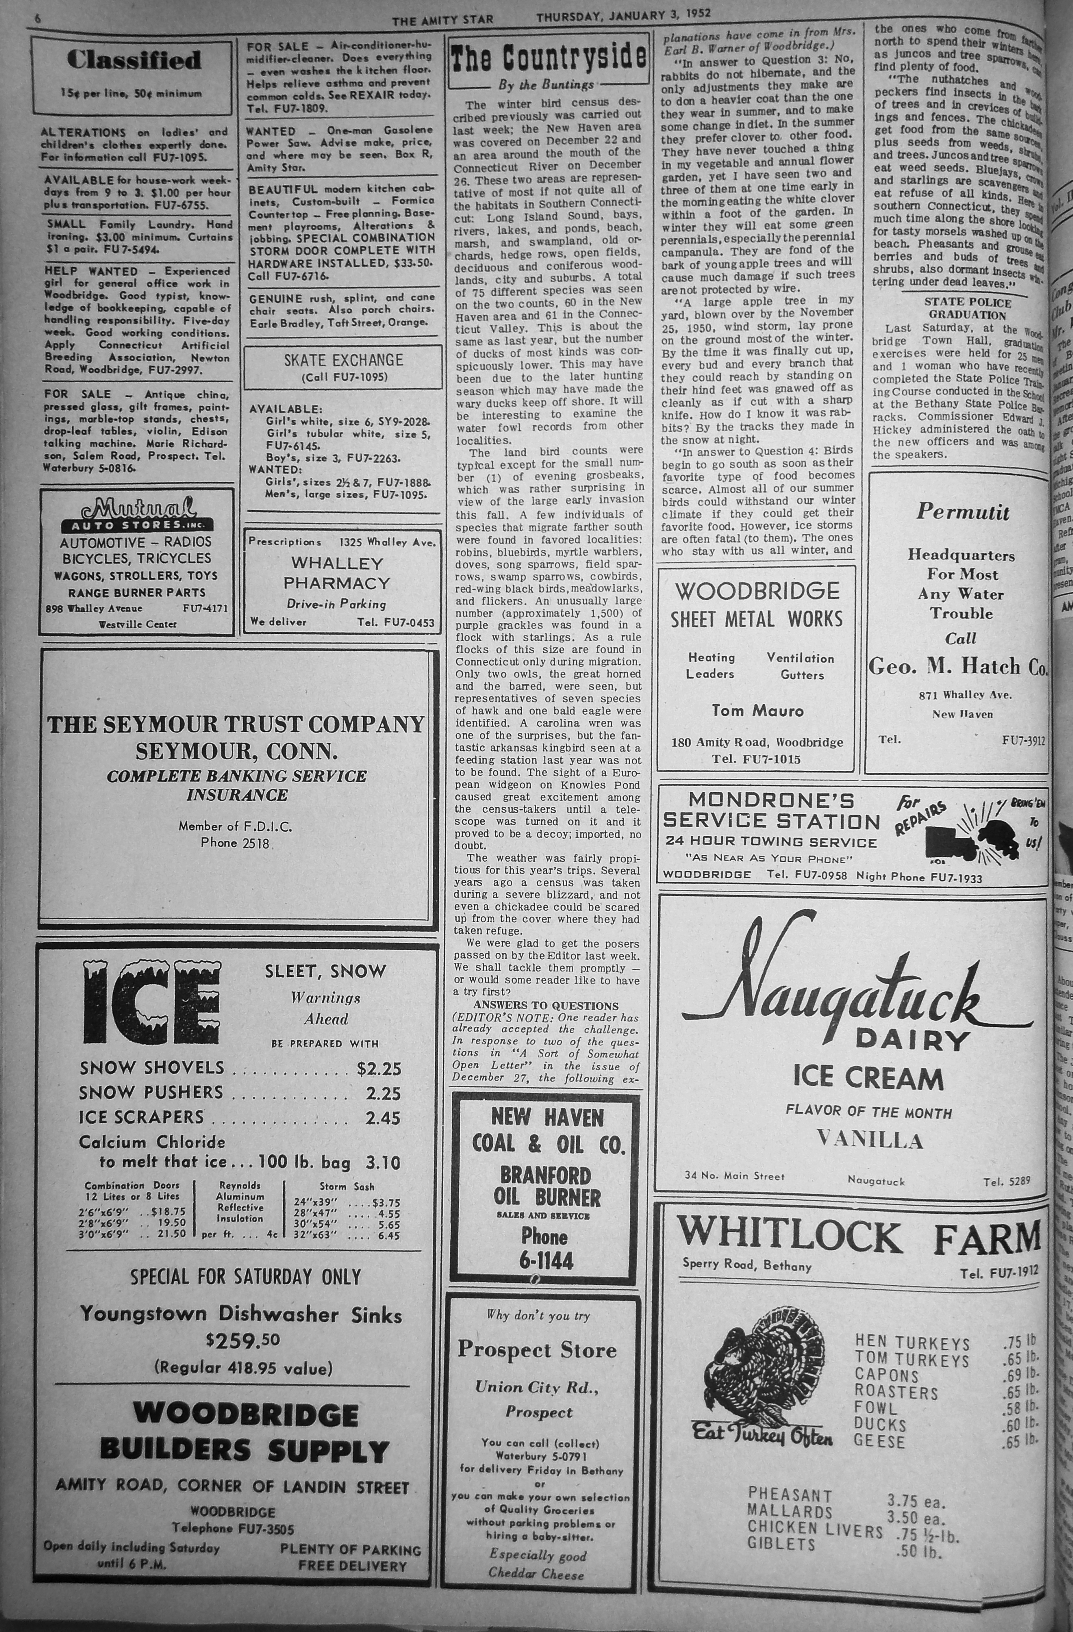 6
THE AMITY STAR THURSDAY, JANUARY 3, 1952
Classified
15¢ per line, 50¢ minimum
ALTERATIONS on ladies' and
children's clothes expertly done.
For information call FU7-1095.
AVAILABLE for house-work week-
days from 9 to 3. $1.00 per hour
plus transportation. FU7-6755.
SMALL Family Laundry. Hand
ironing. $3.00 minimum. Curtains
$1 a pair. FU7-5494.
HELP WANTED – Experienced
girl for general office work in
Woodbridge. Good typist, know-
ledge of bookkeeping, capable of
handling responsibility. Five-day
week. Good working conditions.
Apply Connecticut Artificial
Breeding Association, Newton
Road, Woodbridge, FU7-2997.
FOR SALE – Antique china,
pressed glass, gilt frames, paint-
ings, marble-top stands, chests,
drop-leaf tables, violin, Edison
talking machine. Marie Richard-
son, Salem Road, Prospect. Tel.
Waterbury 5-0816.
Mutual
AUTO STORES, INC.
AUTOMOTIVE – RADIOS
BICYCLES, TRICYCLES
WAGONS, STROLLERS, TOYS
RANGE BURNER PARTS
898 Whalley Avenue FU7-4171
Westville Center
FOR SALE – Air-conditioner-hu-
midifier-cleaner. Does everything
– even washes the kitchen floor.
Helps relieve asthma and prevent
common colds. See REXAIR today.
Tel. FU7-1809.
WANTED – One-man Gasolene
Power Saw. Advise make, price,
and where may be seen. Box R,
Amity Star.
BEAUTIFUL modern kitchen cab-
inets, Custom-built – Formica
Countertop – Free planning. Base-
ment playrooms, Alterations &
jobbing. SPECIAL COMBINATION
STORM DOOR COMPLETE WITH
HARDWARE INSTALLED, $33.50.
Call FU7-6716.
GENUINE rush, splint, and cane
chair seats. Also porch chairs.
Earle Bradley, Taft Street, Orange.
SKATE EXCHANGE
(Call FU7-1095)
AVAILABLE:
Girl's white, size 6, SY9-2028.
Girl's tubular white, size 5,
FU7-6145.
Boy's, size 3, FU7-2263.
WANTED:
Girls', sizes 2½ & 7, FU7-1888.
Men's, large sizes, FU7-1095.
Prescriptions 1325 Whalley Ave.
WHALLEY
PHARMACY
Drive-in Parking
We deliver Tel. FU7-0453
THE SEYMOUR TRUST COMPANY
SEYMOUR, CONN.
COMPLETE BANKING SERVICE
INSURANCE
Member of F.D.I.C.
Phone 2518
ICE
SLEET, SNOW
Warnings
Ahead
BE PREPARED WITH
SNOW SHOVELS ............ $2.25
SNOW PUSHERS ............ 2.25
ICE SCRAPERS .............. 2.45
Calcium Chloride
to melt that ice... 100 lb. bag 3.10
Combination Doors
12 Lites or 8 Lites
2'6"x6'9" ..$18.75
2'8"x6'9" .. 19.50
3'0"x6'9" .. 21.50
Reynolds
Aluminum
Reflective
Insulation
per ft. ... 4c
Storm Sash
24"x39" ....$3.75
28"x47" .... 4.55
30"x54" .... 5.65
32"x63" .... 6.45
SPECIAL FOR SATURDAY ONLY
Youngstown Dishwasher Sinks
$259.50
(Regular 418.95 value)
WOODBRIDGE
BUILDERS SUPPLY
AMITY ROAD, CORNER OF LANDIN STREET
WOODBRIDGE
Telephone FU7-3505
Open daily including Saturday
until 6 P.M.
PLENTY OF PARKING
FREE DELIVERY
The Countryside
By the Buntings
The winter bird census des-
cribed previously was carried out
last week; the New Haven area
was covered on December 22 and
an area around the mouth of the
Connecticut River on December
26. These two areas are represen-
tative of most if not quite all of
the habitats in Southern Connecti-
cut: Long Island Sound, bays,
rivers, lakes, and ponds, beach,
marsh, and swampland, old or-
chards, hedge rows, open fields,
deciduous and coniferous wood-
lands, city and suburbs. A total
of 75 different species was seen
on the two counts, 60 in the New
Haven area and 61 in the Connec-
ticut Valley. This is about the
same as last year, but the number
of ducks of most kinds was con-
spicuously lower. This may have
been due to the later hunting
season which may have made the
wary ducks keep off shore. It will
be interesting to examine the
water fowl records from other
localities.
The land bird counts were
typical except for the small num-
ber (1) of evening grosbeaks,
which was rather surprising in
view of the large early invasion
this fall. A few individuals of
species that migrate farther south
were found in favored localities:
robins, bluebirds, myrtle warblers,
doves, song sparrows, field spar-
rows, swamp sparrows, cowbirds,
red-wing black birds, meadowlarks,
and flickers. An unusually large
number (approximately 1,500) of
purple grackles was found in a
flock with starlings. As a rule
flocks of this size are found in
Connecticut only during migration.
Only two owls, the great horned
and the barred, were seen, but
representatives of seven species
of hawk and one bald eagle were
identified. A carolina wren was
one of the surprises, but the fan-
tastic arkansas kingbird seen at a
feeding station last year was not
to be found. The sight of a Euro-
pean widgeon on Knowles Pond
caused great excitement among
the census-takers until a tele-
scope was turned on it and it
proved to be a decoy; imported, no
doubt.
The weather was fairly propi-
tious for this year's trips. Several
years ago a census was taken
during a severe blizzard, and not
even a chickadee could be scared
up from the cover where they had
taken refuge.
We were glad to get the posers
passed on by the Editor last week.
We shall tackle them promptly –
or would some reader like to have
a try first?
ANSWERS TO QUESTIONS
(EDITOR'S NOTE: One reader has
already accepted the challenge.
In response to two of the ques-
tions in "A Sort of Somewhat
Open Letter" in the issue of
December 27, the following ex-
NEW HAVEN
COAL & OIL CO.
BRANFORD
OIL BURNER
SALES AND SERVICE
Phone
6-1144
Why don't you try
Prospect Store
Union City Rd.,
Prospect
You can call (collect)
Waterbury 5-0791
for delivery Friday in Bethany
or
you can make your own selection
of Quality Groceries
without parking problems or
hiring a baby-sitter.
Especially good
Cheddar Cheese
planations have come in from Mrs.
Earl B. Warner of Woodbridge.)
"In answer to Question 3: No,
rabbits do not hibernate, and the
only adjustments they make are
to don a heavier coat than the one
they wear in summer, and to make
some change in diet. In the summer
they prefer clover to other food.
They have never touched a thing
in my vegetable and annual flower
garden, yet I have seen two and
three of them at one time early in
the morning eating the white clover
within a foot of the garden. In
winter they will eat some green
perennials, especially the perennial
campanula. They are fond of the
bark of young apple trees and will
cause much damage if such trees
are not protected by wire.
"A large apple tree in my
yard, blown over by the November
25, 1950, wind storm, lay prone
on the ground most of the winter.
By the time it was finally cut up,
every bud and every branch that
they could reach by standing on
their hind feet was gnawed off as
cleanly as if cut with a sharp
knife. How do I know it was rab-
bits? By the tracks they made in
the snow at night.
"In answer to Question 4: Birds
begin to go south as soon as their
favorite type of food becomes
scarce. Almost all of our summer
birds could withstand our winter
climate if they could get their
favorite food. However, ice storms
are often fatal (to them). The ones
who stay with us all winter, and
the ones who come from farther
north to spend their winters here,
as juncos and tree sparrows, can
find plenty of food.
"The nuthatches and wood-
peckers find insects in the bark
of trees and in crevices of build-
ings and fences. The chickadees
get food from the same sources,
plus seeds from weeds, shrubs,
and trees. Juncos and tree sparrows
eat weed seeds. Bluejays, crows
and starlings are scavengers and
eat refuse of all kinds. Here in
southern Connecticut, they spend
much time along the shore looking
for tasty morsels washed up on the
beach. Pheasants and grouse eat
berries and buds of trees and
shrubs, also dormant insects win-
tering under dead leaves."
STATE POLICE
GRADUATION
Last Saturday, at the Wood-
bridge Town Hall, graduation
exercises were held for 25 men
and 1 woman who have recently
completed the State Police Train-
ing Course conducted in the School
at the Bethany State Police Bar-
racks. Commissioner Edward J.
Hickey administered the oath to
the new officers and was among
the speakers.
WOODBRIDGE
SHEET METAL WORKS
Heating Ventilation
Leaders Gutters
Tom Mauro
180 Amity Road, Woodbridge
Tel. FU7-1015
Permutit
Headquarters
For Most
Any Water
Trouble
Call
Geo. M. Hatch Co.
871 Whalley Ave.
New Haven
Tel. FU7-3912
MONDRONE'S
SERVICE STATION
24 HOUR TOWING SERVICE
"AS NEAR AS YOUR PHONE"
WOODBRIDGE Tel. FU7-0958 Night Phone FU7-1933
For
REPAIRS
BRING 'EM
TO
US!
Naugatuck
DAIRY
ICE CREAM
FLAVOR OF THE MONTH
VANILLA
34 No. Main Street Naugatuck Tel. 5289
WHITLOCK FARM
Sperry Road, Bethany Tel. FU7-1912
Eat Turkey Often
HEN TURKEYS .75 lb
TOM TURKEYS .65 lb.
CAPONS .69 lb.
ROASTERS .65 lb.
FOWL .58 lb.
DUCKS .60 lb.
GEESE .65 lb.
PHEASANT 3.75 ea.
MALLARDS 3.50 ea.
CHICKEN LIVERS .75 ½-lb.
GIBLETS .50 lb.